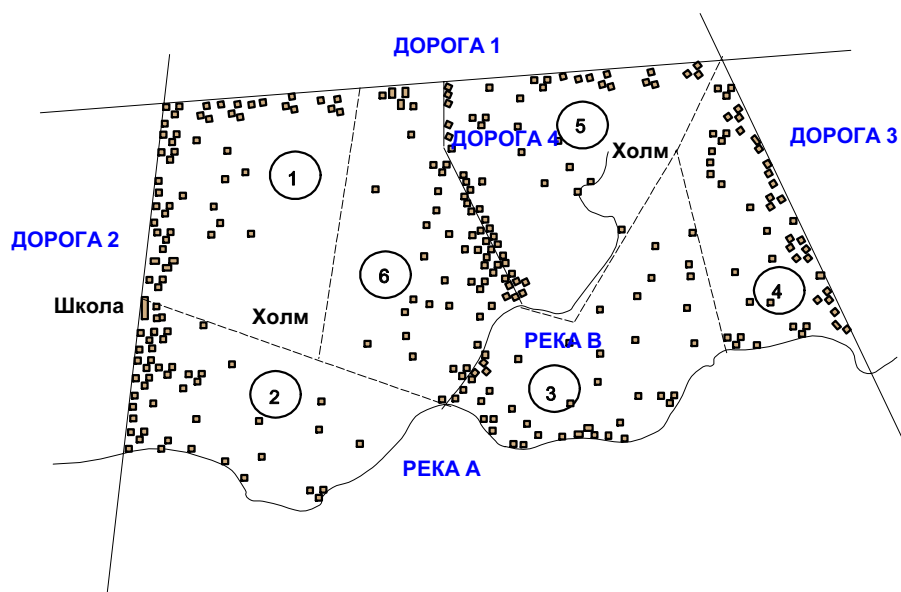 ДОРОГА 1
5
ДОРОГА 4
Холм
ДОРОГА 3
1
ДОРОГА 2
6
4
Школа
Холм
РЕКА В
2
3
РЕКА А